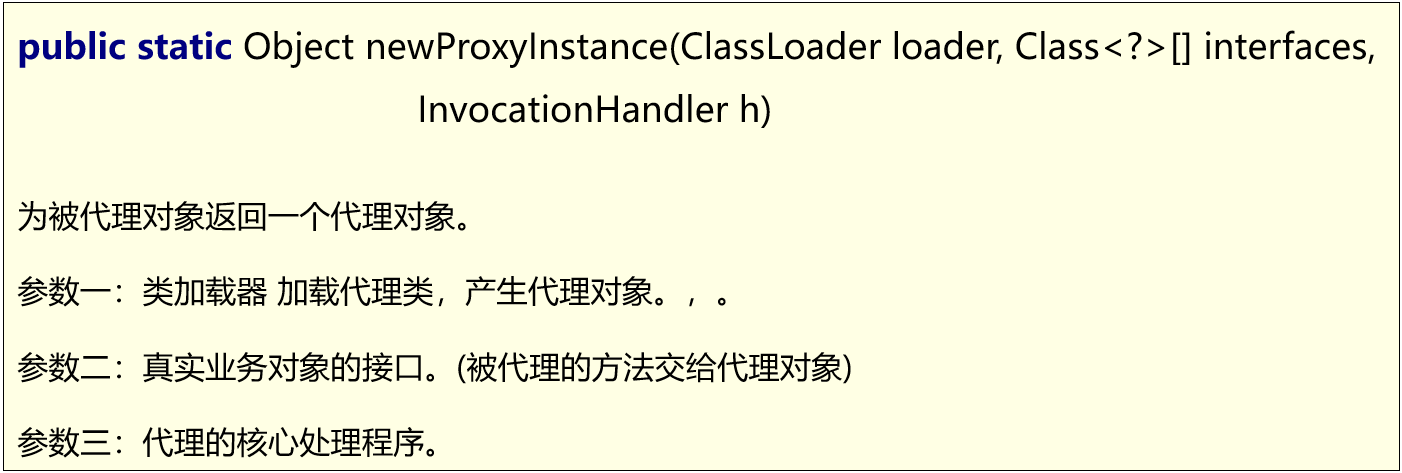 public static Object newProxyInstance(ClassLoader loader, Class<?>[] interfaces,
InvocationHandler h)
为被代理对象返回一个代理对象。
参数一：类加载器 加载代理类，产生代理对象。，。
参数二：真实业务对象的接口。(被代理的方法交给代理对象)
参数三：代理的核心处理程序。